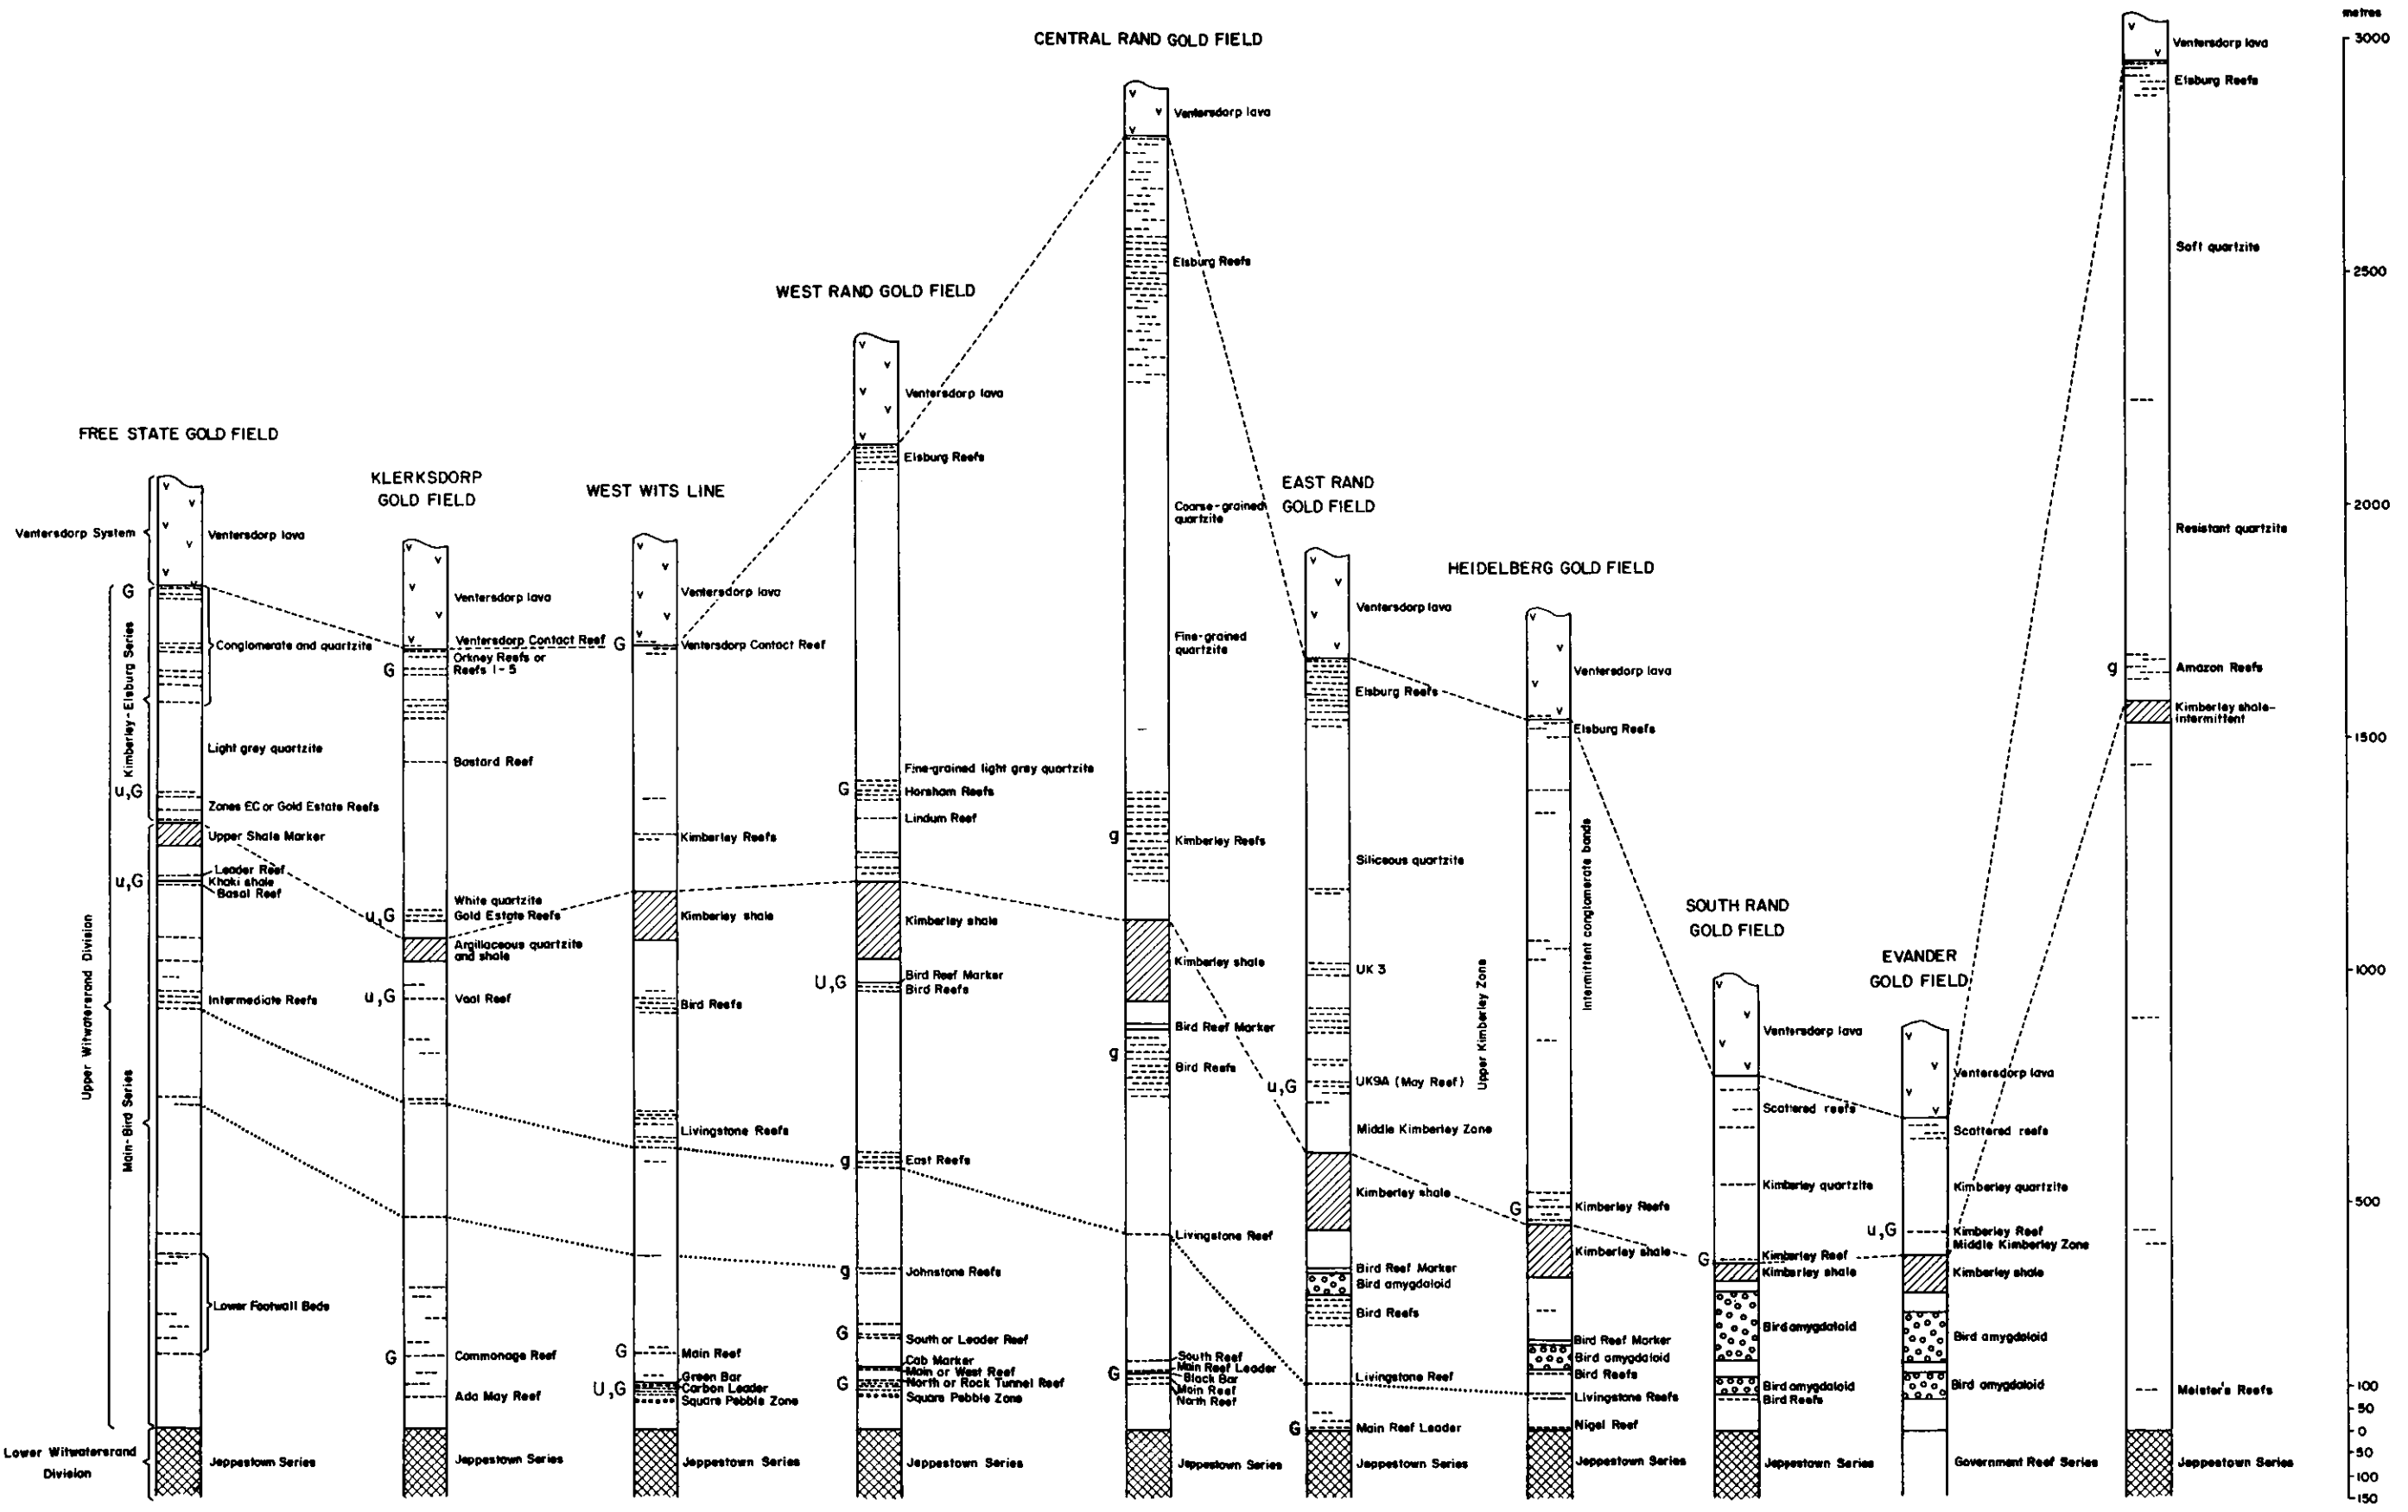 CENTRAL RAND GOLD FIELD
WEST RAND GOLD FIELD
FREE STATE GOLD FIELD
KLERKSDORP
GOLD FIELD
WEST WITS LINE
EAST RAND
GOLD FIELD
HEIDELBERG GOLD FIELD
SOUTH RAND
GOLD FIELD
EVANDER
GOLD FIELD
Ventersdorp System
Upper Witwatersrand Division
Kimberley-Elsburg Series
Main-Bird Series
Lower Witwatersrand
Division
G
u,G
u,G
Ventersdorp lava
Conglomerate and quartzite
Light grey quartzite
Zones EC or Gold Estate Reefs
Upper Shale Marker
Leader Reef
Khaki shale
Basal Reef
Intermediate Reefs
Lower Footwall Beds
Jeppestown Series
G
u,G
u,G
G
Ventersdorp lava
Ventersdorp Contact Reef
Orkney Reefs or
Reefs 1-5
Bastard Reef
White quartzite
Gold Estate Reefs
Argillaceous quartzite
and shale
Vaal Reef
Commonage Reef
Ada May Reef
Jeppestown Series
G
G
U,G
Ventersdorp lava
Ventersdorp Contact Reef
Kimberley Reefs
Kimberley shale
Bird Reefs
Livingstone Reefs
Main Reef
Green Bar
Carbon Leader
Square Pebble Zone
Jeppestown Series
G
U,G
g
g
G
G
Ventersdorp lava
Elsburg Reefs
Fine-grained light grey quartzite
Horsham Reefs
Lindum Reef
Kimberley shale
Bird Reef Marker
Bird Reefs
East Reefs
Johnstone Reefs
South or Leader Reef
Cab Marker
Main or West Reef
North or Rock Tunnel Reef
Square Pebble Zone
Jeppestown Series
g
g
G
Ventersdorp lava
Elsburg Reefs
Coarse-grained
quartzite
Fine-grained
quartzite
Kimberley Reefs
Kimberley shale
Bird Reef Marker
Bird Reefs
Livingstone Reef
South Reef
Main Reef Leader
Black Bar
Main Reef
North Reef
Jeppestown Series
u,G
G
Ventersdorp lava
Elsburg Reefs
Siliceous quartzite
UK 3
UK9A (May Reef)
Middle Kimberley Zone
Kimberley shale
Bird Reef Marker
Bird amygdaloid
Bird Reefs
Livingstone Reef
Main Reef Leader
Jeppestown Series
Upper Kimberley Zone
G
Ventersdorp lava
Elsburg Reefs
Intermittent conglomerate bands
Kimberley Reefs
Kimberley shale
Bird Reef Marker
Bird amygdaloid
Bird Reefs
Livingstone Reefs
Nigel Reef
Jeppestown Series
G
Ventersdorp lava
Scattered reefs
Kimberley quartzite
Kimberley Reef
Kimberley shale
Bird amygdaloid
Bird amygdaloid
Bird Reefs
Jeppestown Series
u,G
Ventersdorp lava
Scattered reefs
Kimberley quartzite
Kimberley Reef
Middle Kimberley Zone
Kimberley shale
Bird amygdaloid
Bird amygdaloid
Government Reef Series
g
Ventersdorp lava
Elsburg Reefs
Soft quartzite
Resistant quartzite
Amazon Reefs
Kimberley shale-
intermittent
Meister's Reefs
Jeppestown Series
metres
3000
2500
2000
1500
1000
500
100
50
0
50
100
150